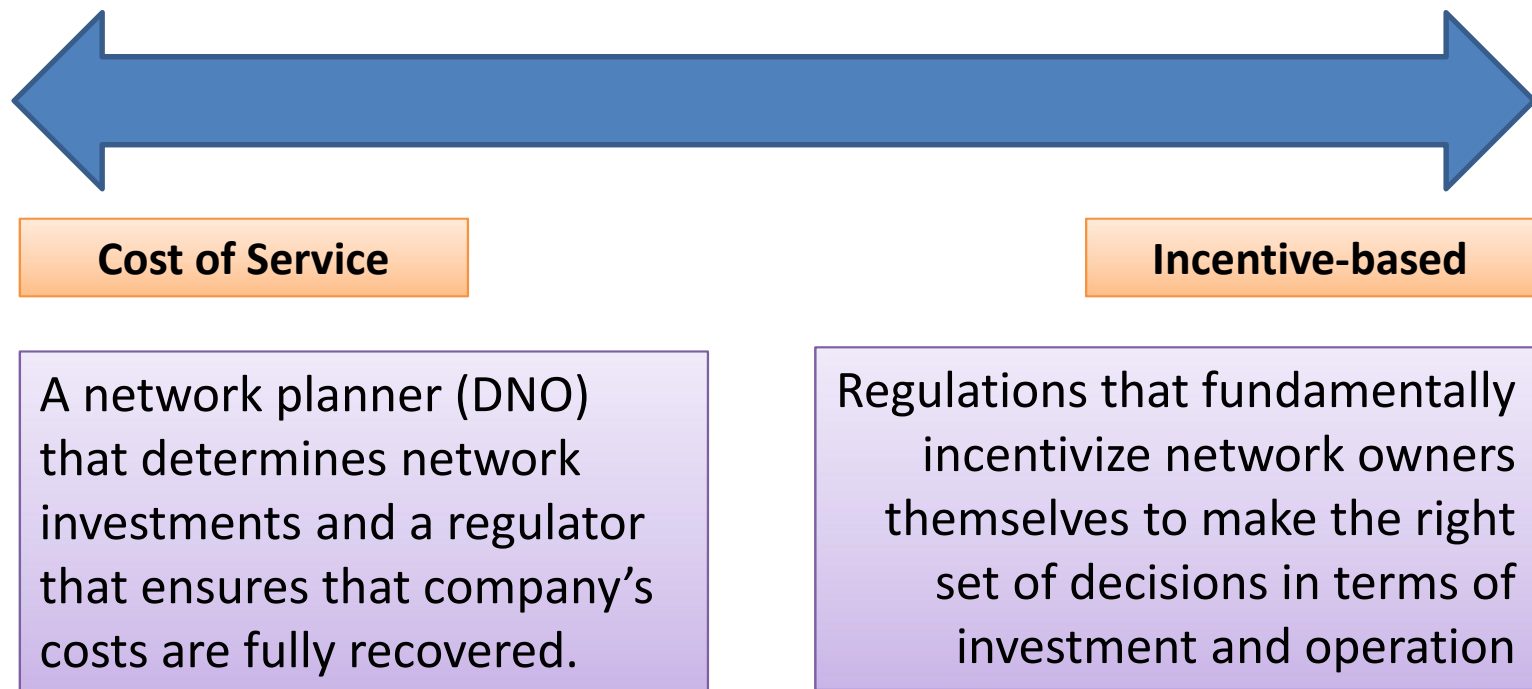 Cost of Service
Incentive-based
A network planner (DNO)
that determines network
investments and a regulator
that ensures that company’s
costs are fully recovered.
Regulations that fundamentally
incentivize network owners
themselves to make the right
set of decisions in terms of
investment and operation